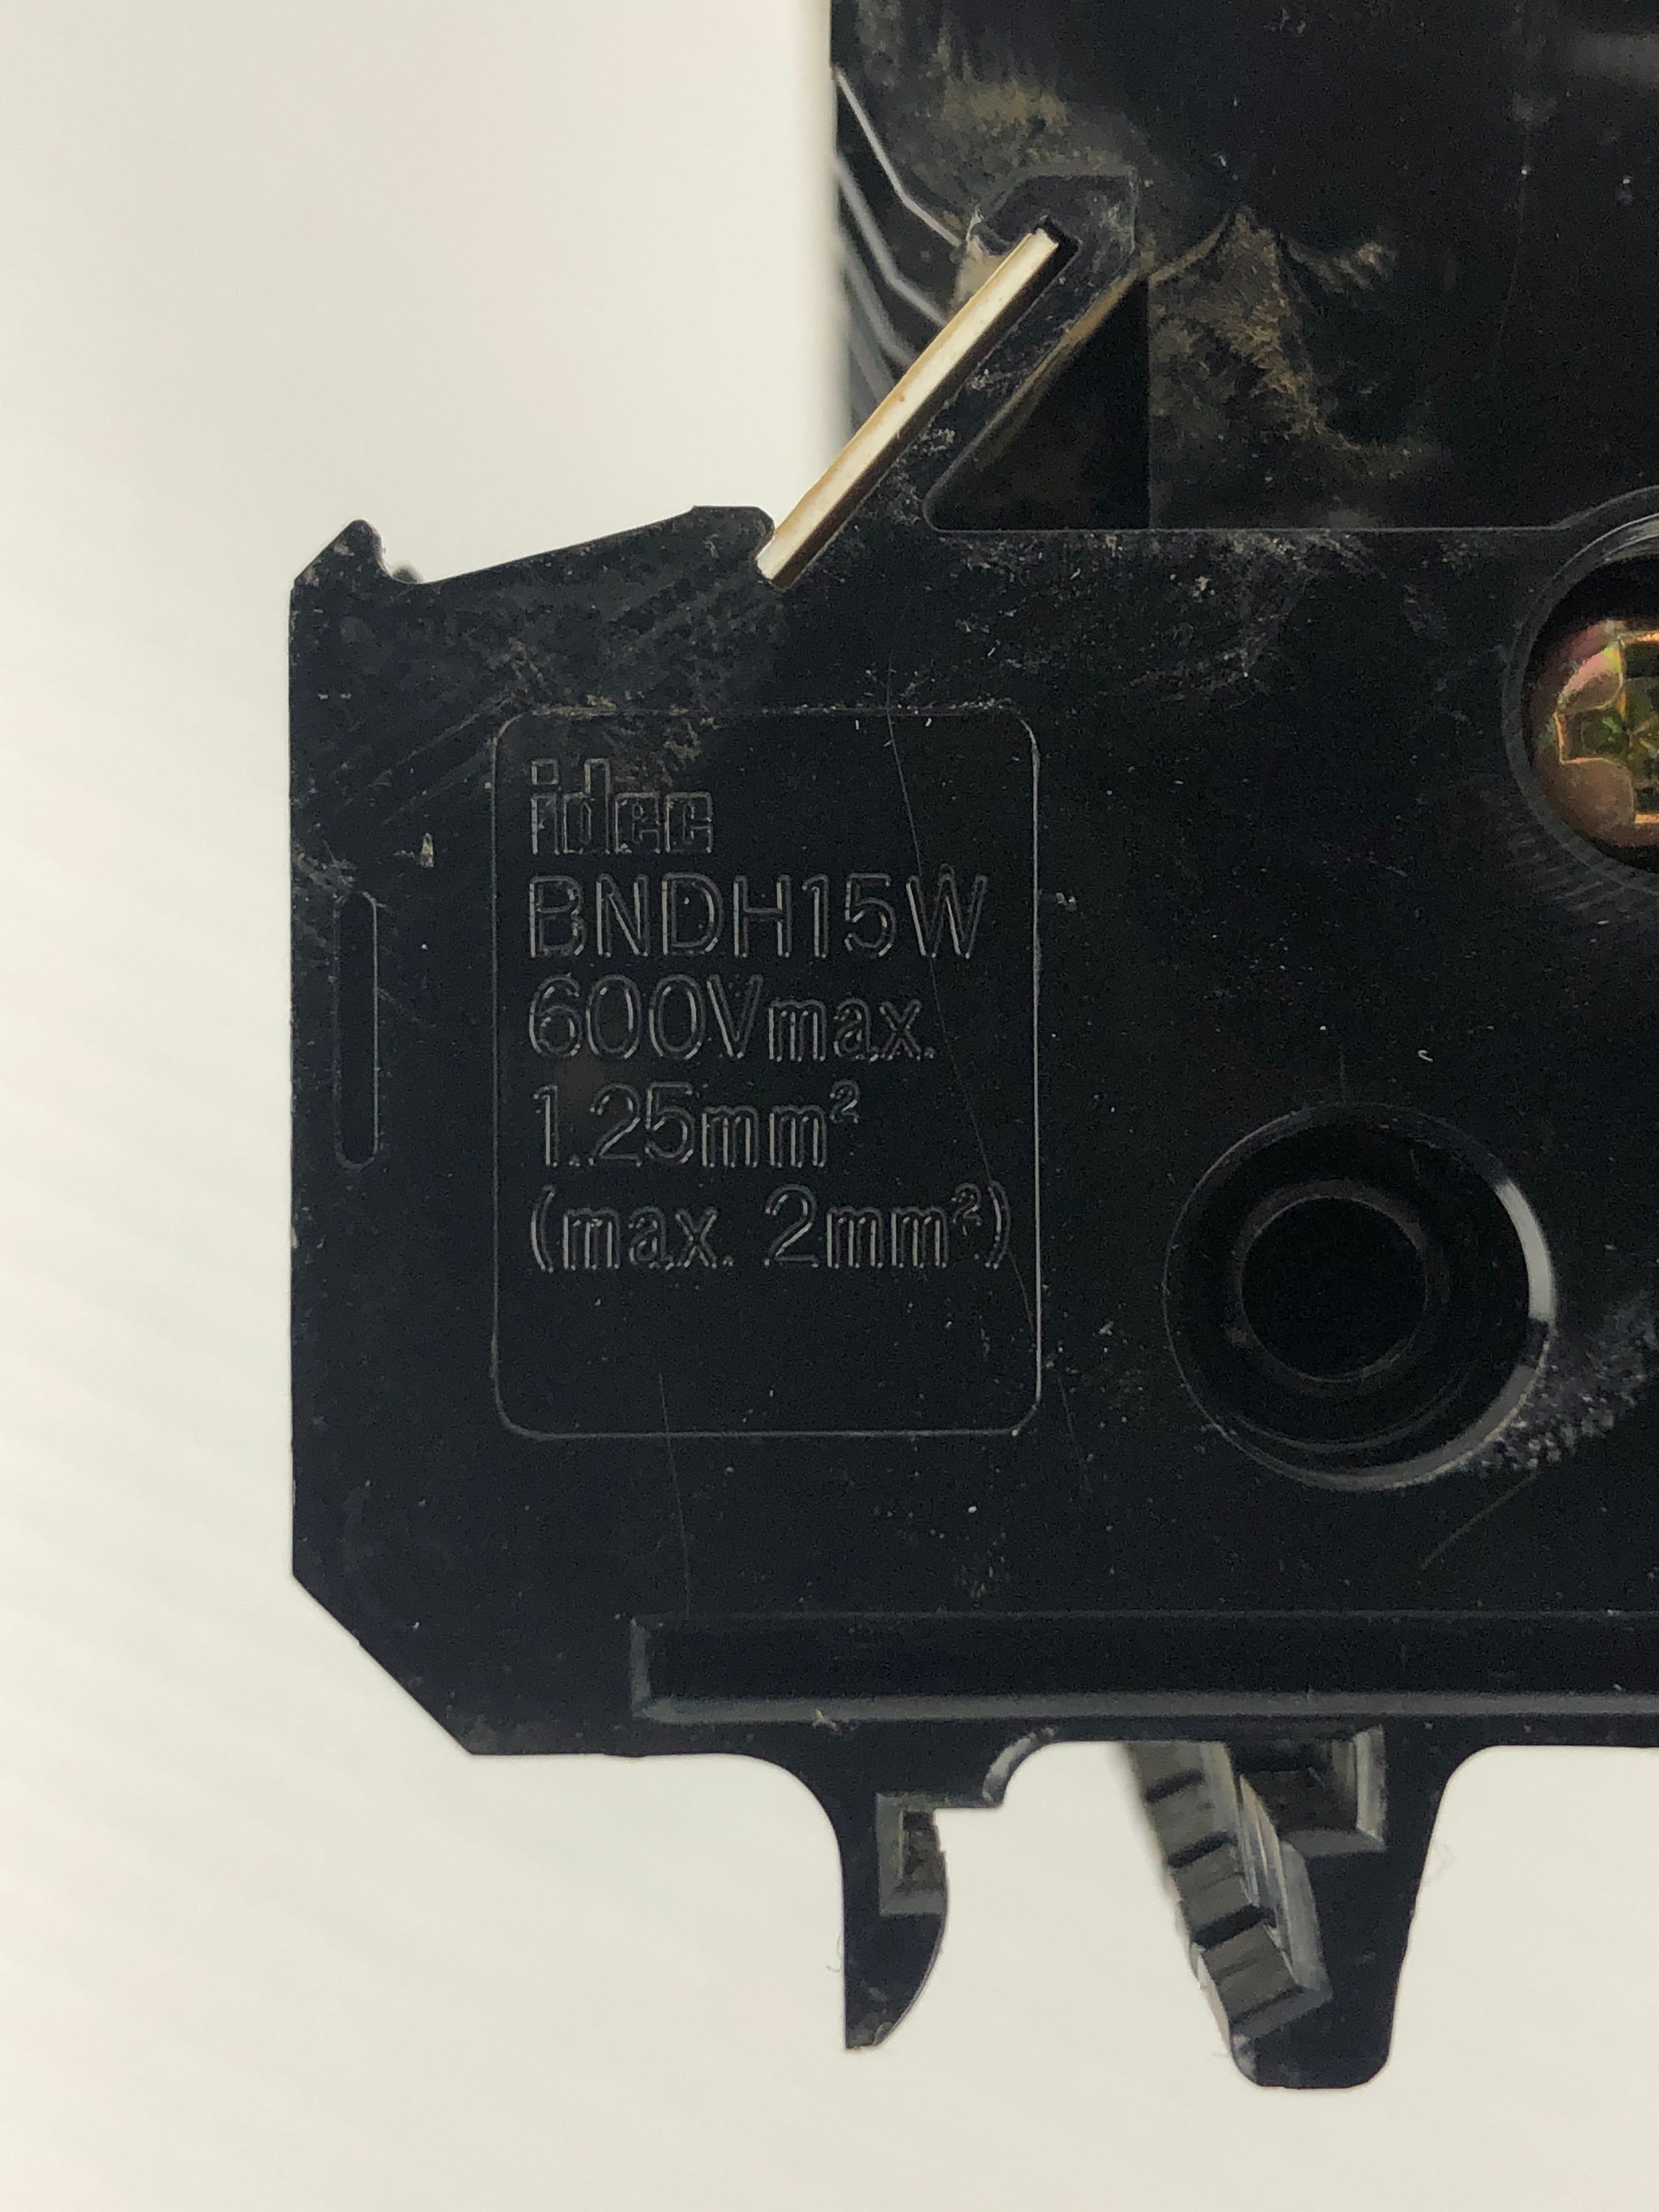 idec
BNDH15W
600Vmax.
1.25mm²
(max. 2mm²)